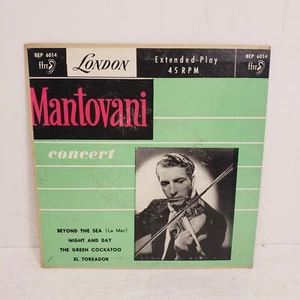 BEP 6014
ffrr
LONDON
Extended Play
45 RPM
BEP 6014
ffrr
Mantovani
concert
BEYOND THE SEA (La Mer)
NIGHT AND DAY
THE GREEN COCKATOO
EL TOREADOR